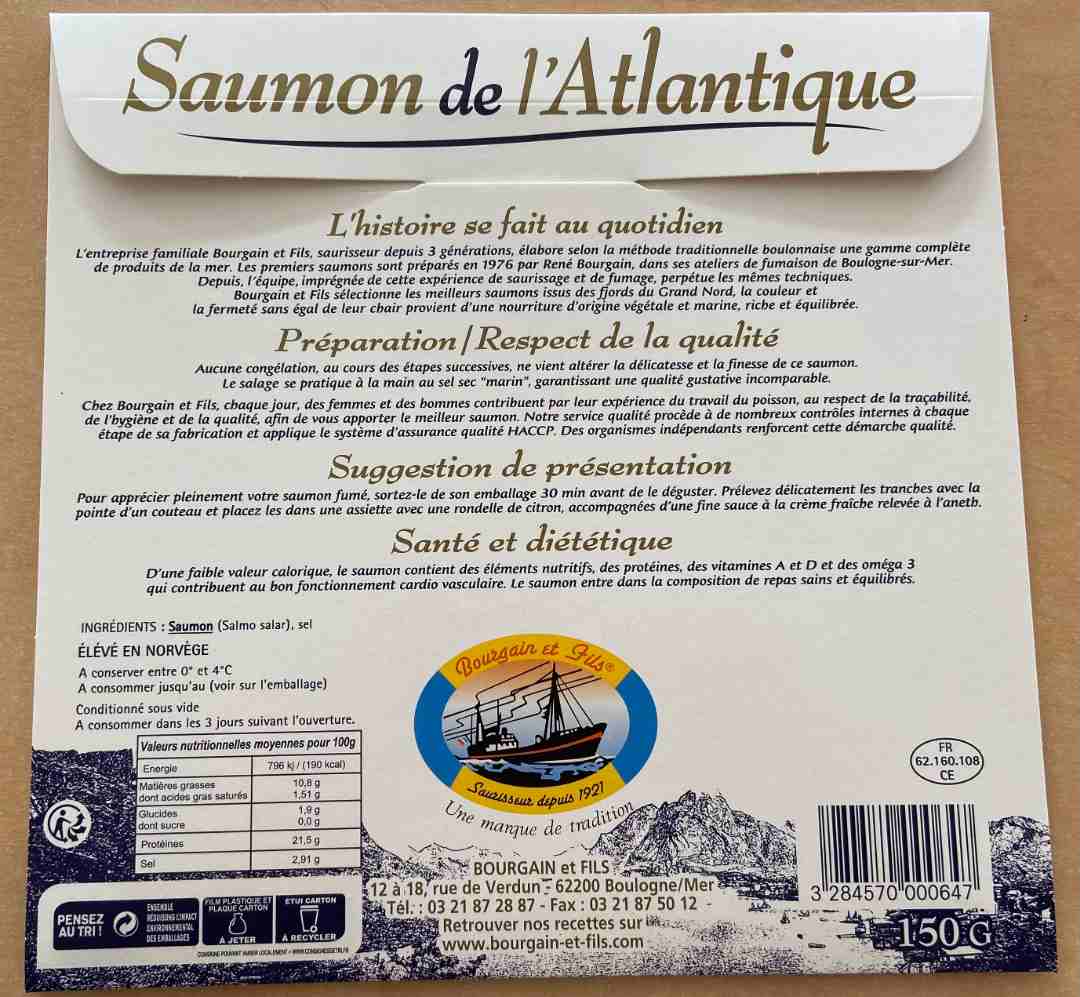 Saumon de l'Atlantique
L'histoire se fait au quotidien
L'entreprise familiale Bourgain et Fils, saurisseur depuis 3 générations, élabore selon la méthode traditionnelle boulonnaise une gamme complète
de produits de la mer. Les premiers saumons sont préparés en 1976 par René Bourgain, dans ses ateliers de fumaison de Boulogne-sur-Mer.
Depuis, l'équipe, imprégnée de cette expérience de saurissage et de fumage, perpétue les mêmes techniques.
Bourgain et Fils sélectionne les meilleurs saumons issus des fjords du Grand Nord, la couleur et
la fermeté sans égal de leur chair provient d'une nourriture d'origine végétale et marine, riche et équilibrée.
Préparation/Respect de la qualité
Aucune congélation, au cours des étapes successives, ne vient altérer la délicatesse et la finesse de ce saumon.
Le salage se pratique à la main au sel sec "marin", garantissant une qualité gustative incomparable.
Chez Bourgain et Fils, chaque jour, des femmes et des hommes contribuent par leur expérience du travail du poisson, au respect de la traçabilité,
de l'hygiène et de la qualité, afin de vous apporter le meilleur saumon. Notre service qualité procède à de nombreux contrôles internes à chaque
étape de sa fabrication et applique le système d'assurance qualité HACCP. Des organismes indépendants renforcent cette démarche qualité.
Suggestion de présentation
Pour apprécier pleinement votre saumon fumé, sortez-le de son emballage 30 min avant de le déguster. Prélevez délicatement les tranches avec la
pointe d'un couteau et placez les dans une assiette avec une rondelle de citron, accompagnées d'une fine sauce à la crème fraîche relevée à l'aneth.
Santé et diététique
D'une faible valeur calorique, le saumon contient des éléments nutritifs, des protéines, des vitamines A et D et des oméga 3
qui contribuent au bon fonctionnement cardio vasculaire. Le saumon entre dans la composition de repas sains et équilibrés.
INGRÉDIENTS : Saumon (Salmo salar), sel
ÉLÉVÉ EN NORVÈGE
A conserver entre 0° et 4°C
A consommer jusqu'au (voir sur l'emballage)
Conditionné sous vide
A consommer dans les 3 jours suivant l'ouverture.
Valeurs nutritionnelles moyennes pour 100g
Energie 796 kj / (190 kcal)
Matières grasses 10,8 g
dont acides gras saturés 1,51 g
Glucides 1,9 g
dont sucre 0,0 g
Protéines 21,5 g
Sel 2,91 g
Bourgain et Fils®
Saurisseur depuis 1921
Une marque de tradition
FR
62.160.108
CE
BOURGAIN et FILS
12 à 18, rue de Verdun - 62200 Boulogne/Mer
Tél. : 03 21 87 28 87 - Fax : 03 21 87 50 12
Retrouver nos recettes sur
www.bourgain-et-fils.com
3 284570 000647
150 G
PENSEZ
AU TRI !
ENSEMBLE
RÉDUISONS L'IMPACT
ENVIRONNEMENTAL
DES EMBALLAGES
FILM PLASTIQUE ET
PLAQUE CARTON
À JETER
ETUI CARTON
À RECYCLER
CONSIGNE POUVANT VARIER LOCALEMENT - WWW.CONSIGNESDETRI.FR